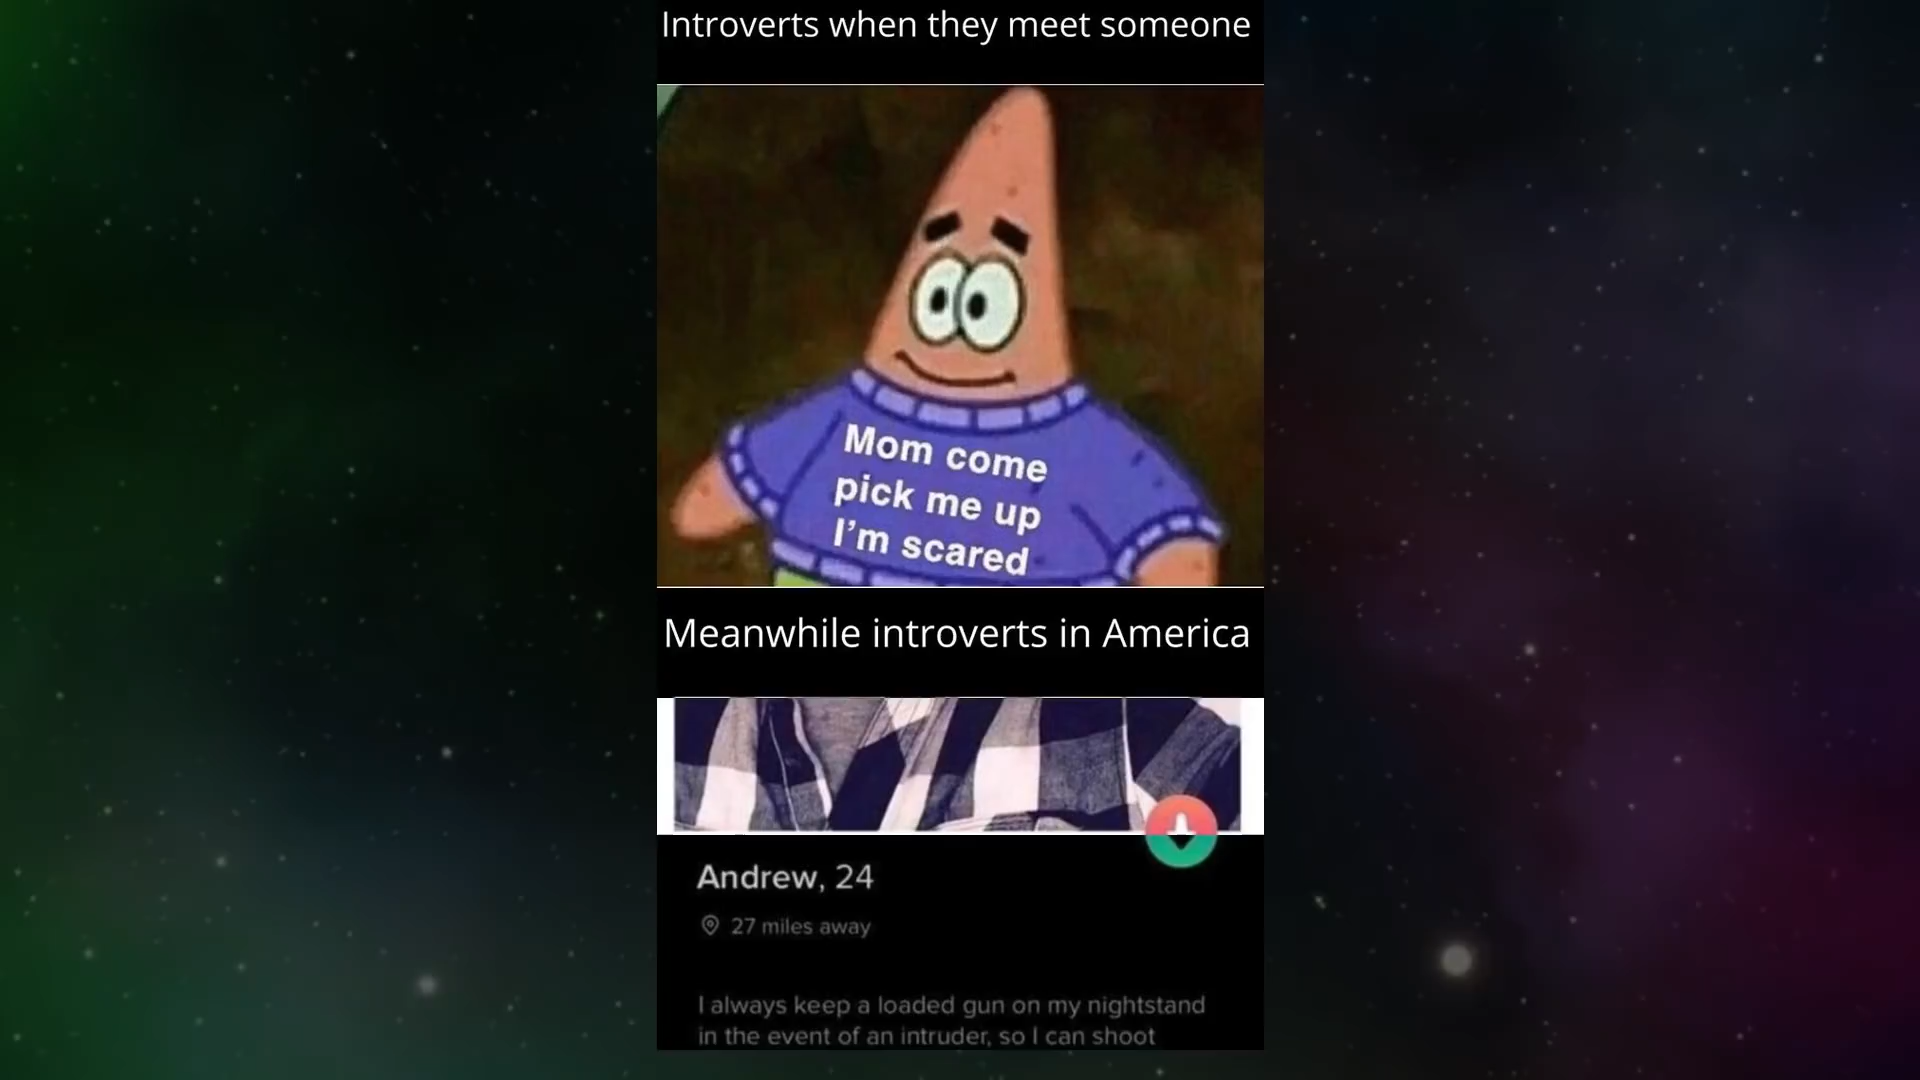 Introverts when they meet someone
Mom come
pick me up
I'm scared
Meanwhile introverts in America
Andrew, 24
27 miles away
I always keep a loaded gun on my nightstand
in the event of an intruder, so I can shoot